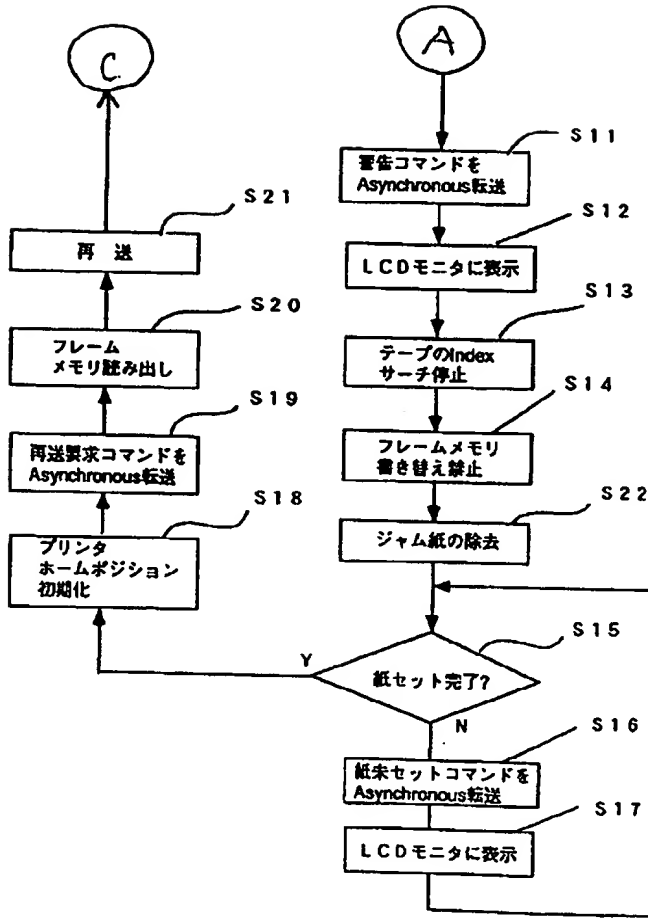 A
S11
警告コマンドを
Asynchronous転送
S12
LCDモニタに表示
S13
テープのIndex
サーチ停止
S14
フレームメモリ
書き替え禁止
S22
ジャム紙の除去
S15
紙セット完了?
Y
N
S16
紙未セットコマンドを
Asynchronous転送
S17
LCDモニタに表示
S18
プリンタ
ホームポジション
初期化
S19
再送要求コマンドを
Asynchronous転送
S20
フレーム
メモリ読み出し
S21
再 送
C